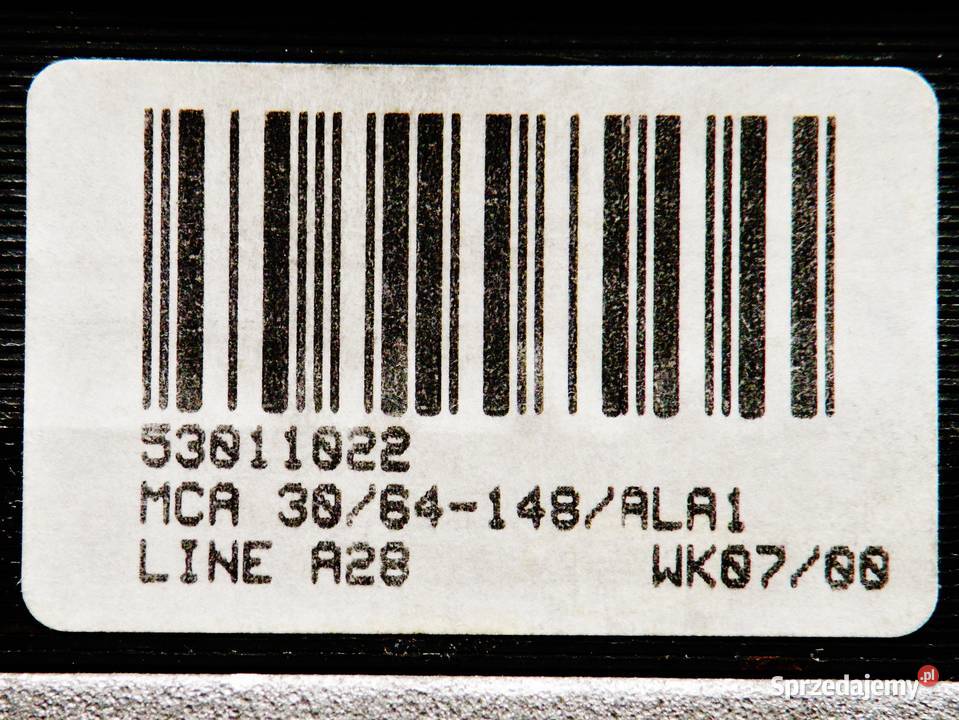 53011022
MCA 30/64-148/ALA1
LINE A28 WK07/00
Sprzedajemy.pl